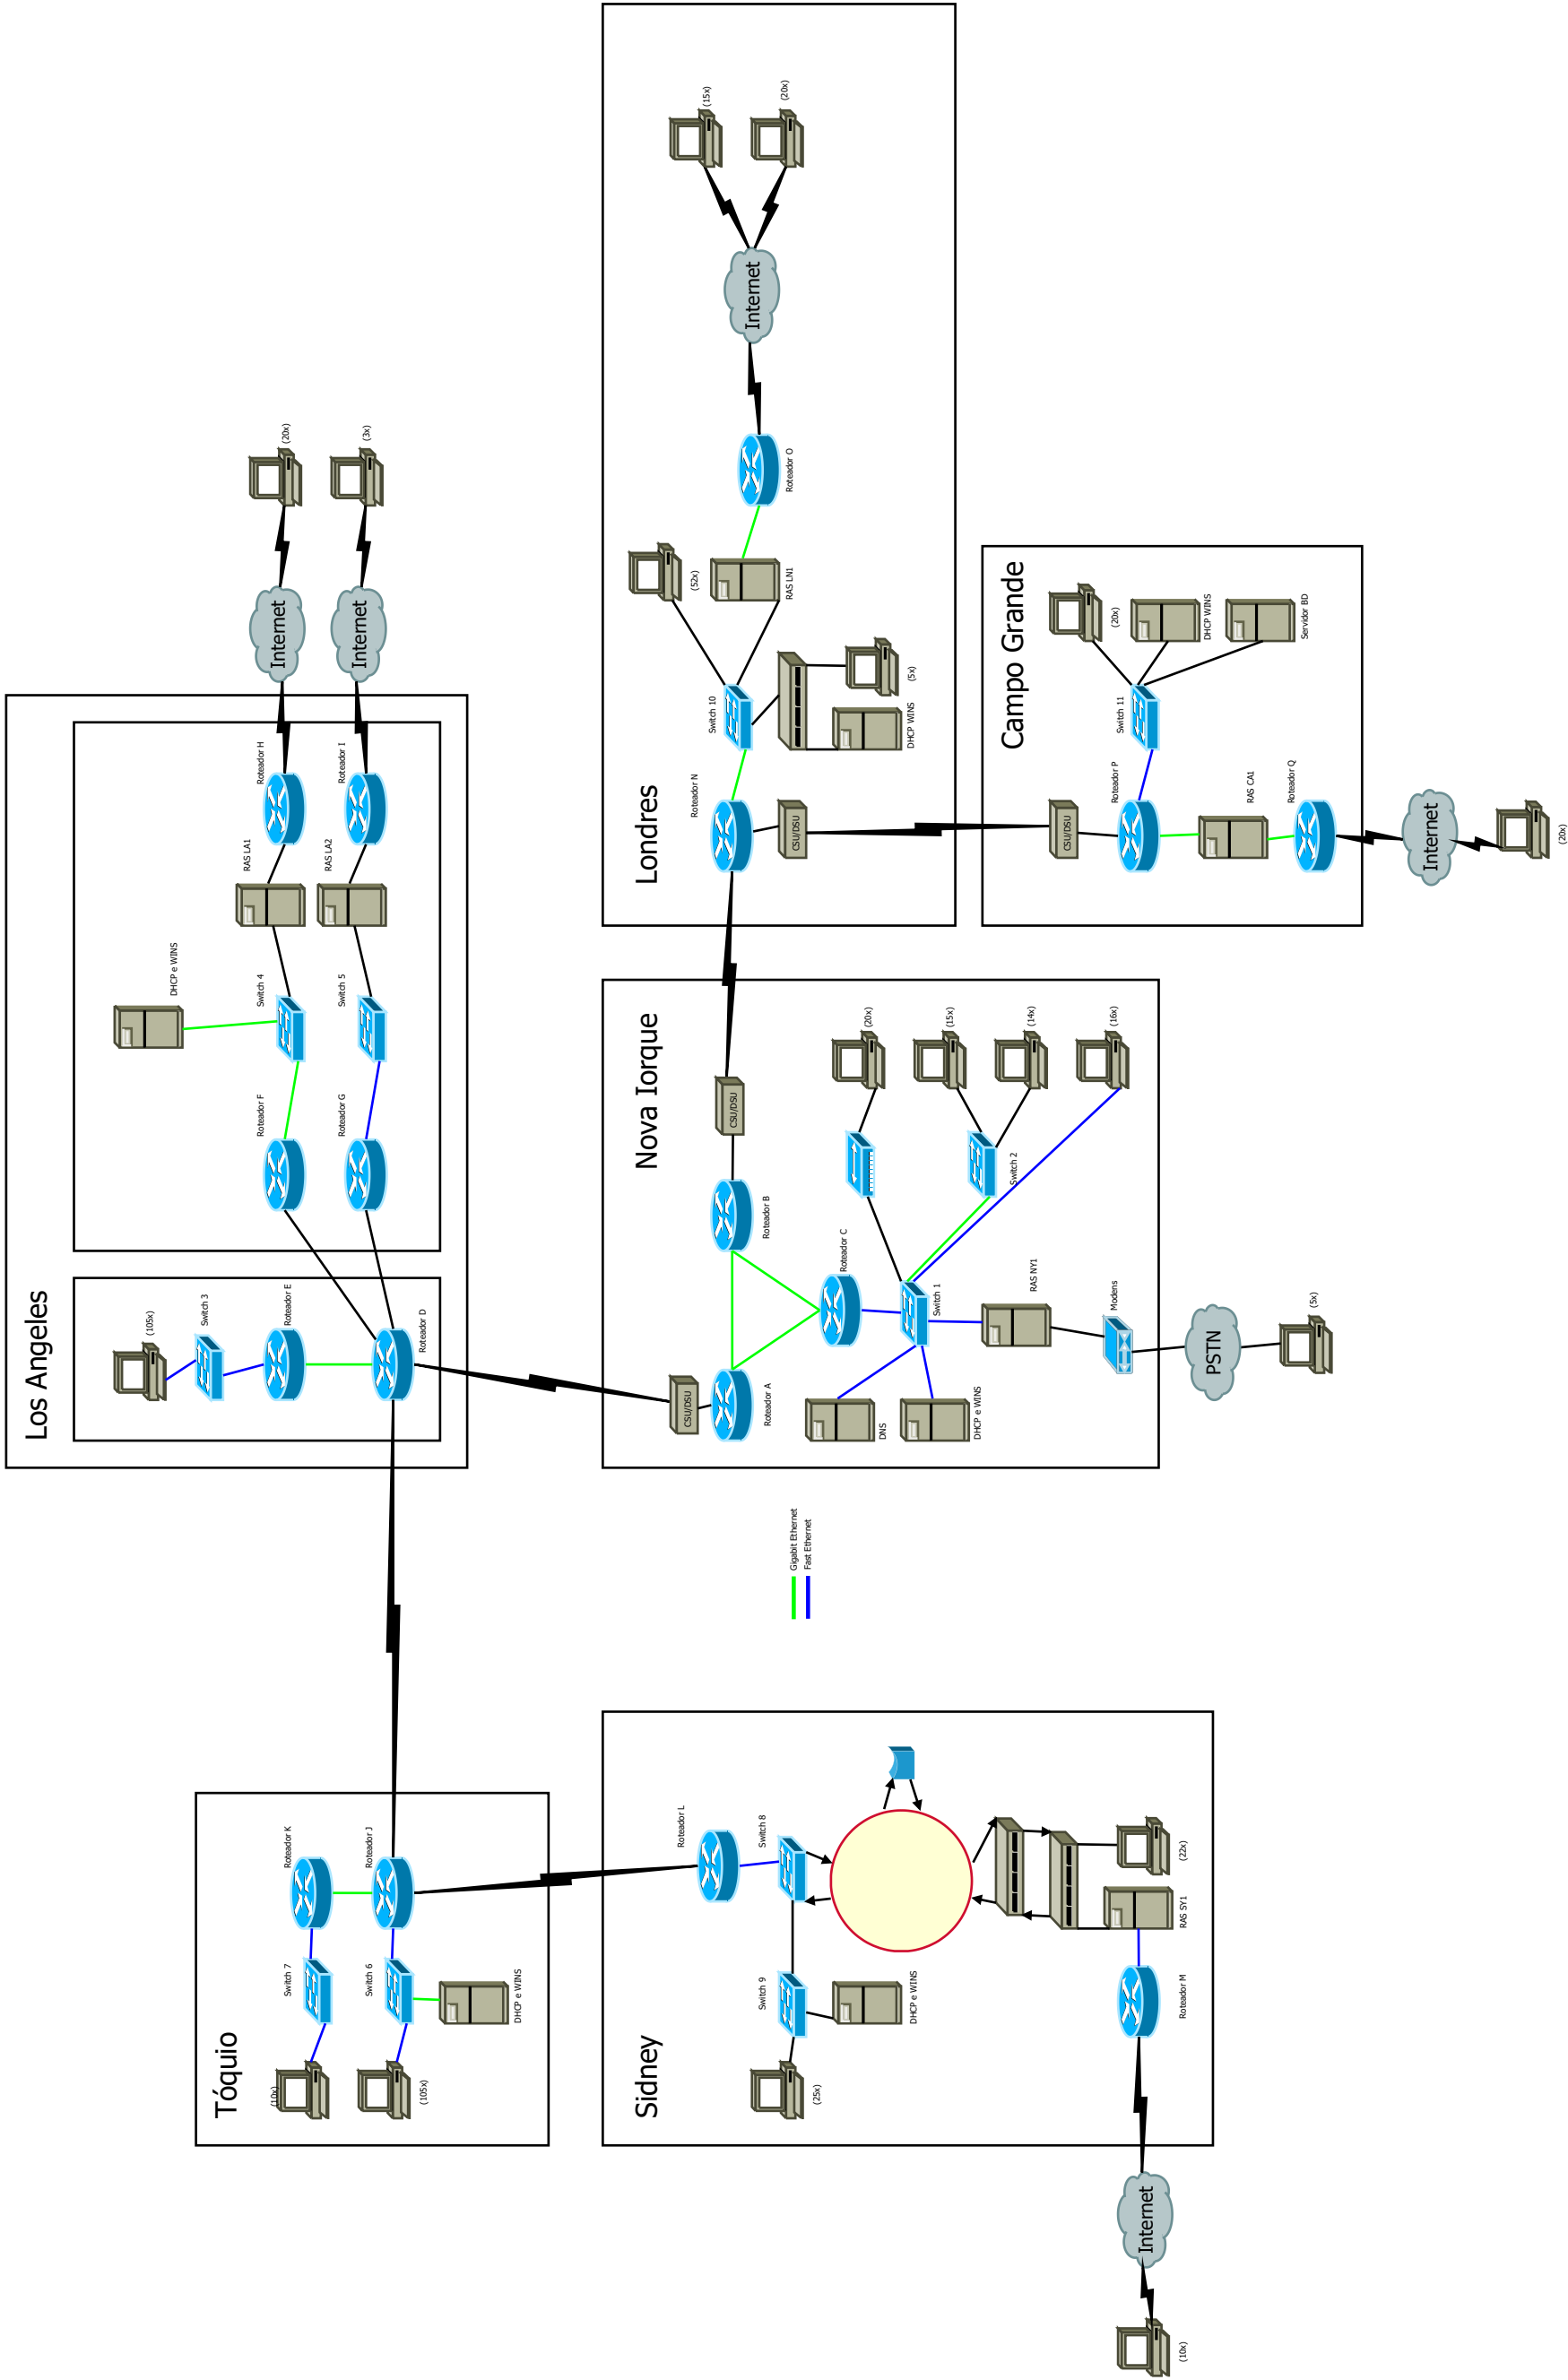 Los Angeles
(105x)
Switch 3
Roteador E
Roteador D
DHCP e WINS
Roteador F
Roteador G
Switch 4
Switch 5
RAS LA1
RAS LA2
Roteador H
Roteador I
Internet
Internet
(20x)
(3x)
Tóquio
(10x)
(105x)
Switch 7
Switch 6
DHCP e WINS
Roteador K
Roteador J
Sidney
(25x)
Switch 9
DHCP e WINS
Roteador L
Switch 8
(22x)
RAS SY1
Roteador M
Internet
(10x)
Gigabit Ethernet
Fast Ethernet
Nova Iorque
CSU/DSU
Roteador A
Roteador B
CSU/DSU
Roteador C
DNS
DHCP e WINS
Switch 1
Switch 2
(20x)
(15x)
(14x)
(16x)
RAS NY1
Modens
PSTN
(5x)
Londres
Roteador N
CSU/DSU
Switch 10
DHCP WINS
(5x)
(52x)
RAS LN1
Roteador O
Internet
(15x)
(20x)
Campo Grande
CSU/DSU
Roteador P
Switch 11
(20x)
DHCP WINS
Servidor BD
RAS CA1
Roteador Q
Internet
(20x)